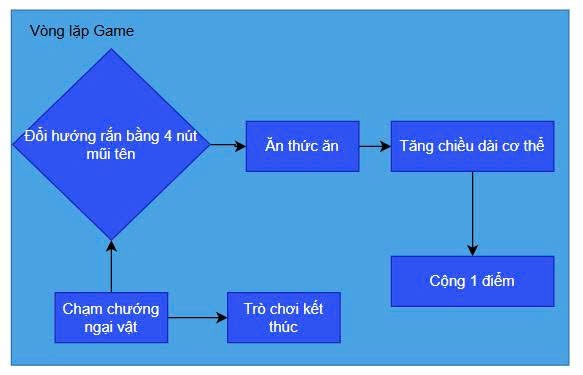 Vòng lặp Game
Đổi hướng rắn bằng 4 nút
mũi tên
Ăn thức ăn
Tăng chiều dài cơ thể
Cộng 1 điểm
Chạm chướng
ngại vật
Trò chơi kết
thúc